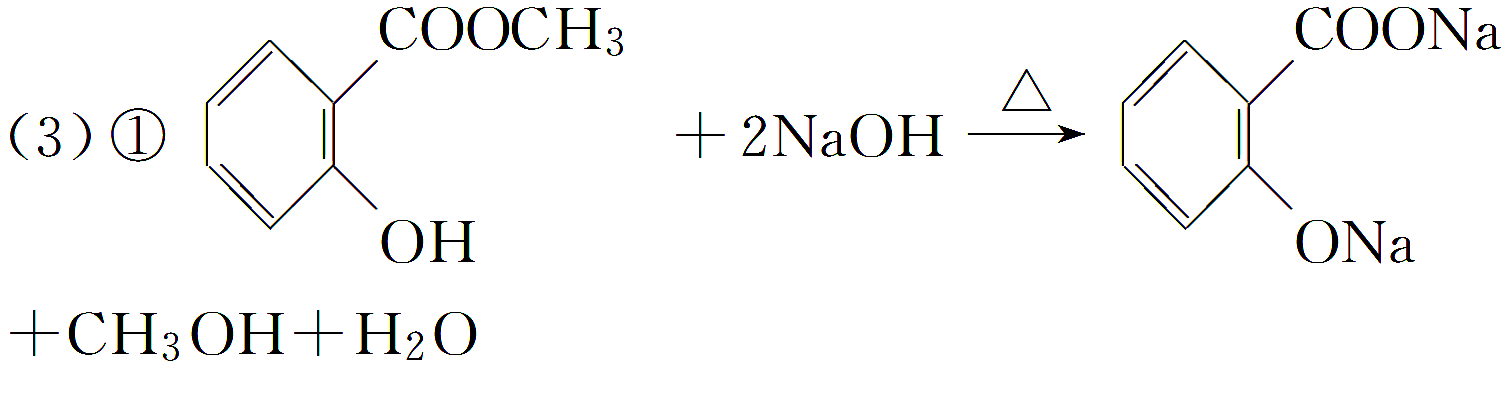 (3)① COOCH₃ OH +2NaOH △ → COONa ONa
+CH₃OH+H₂O